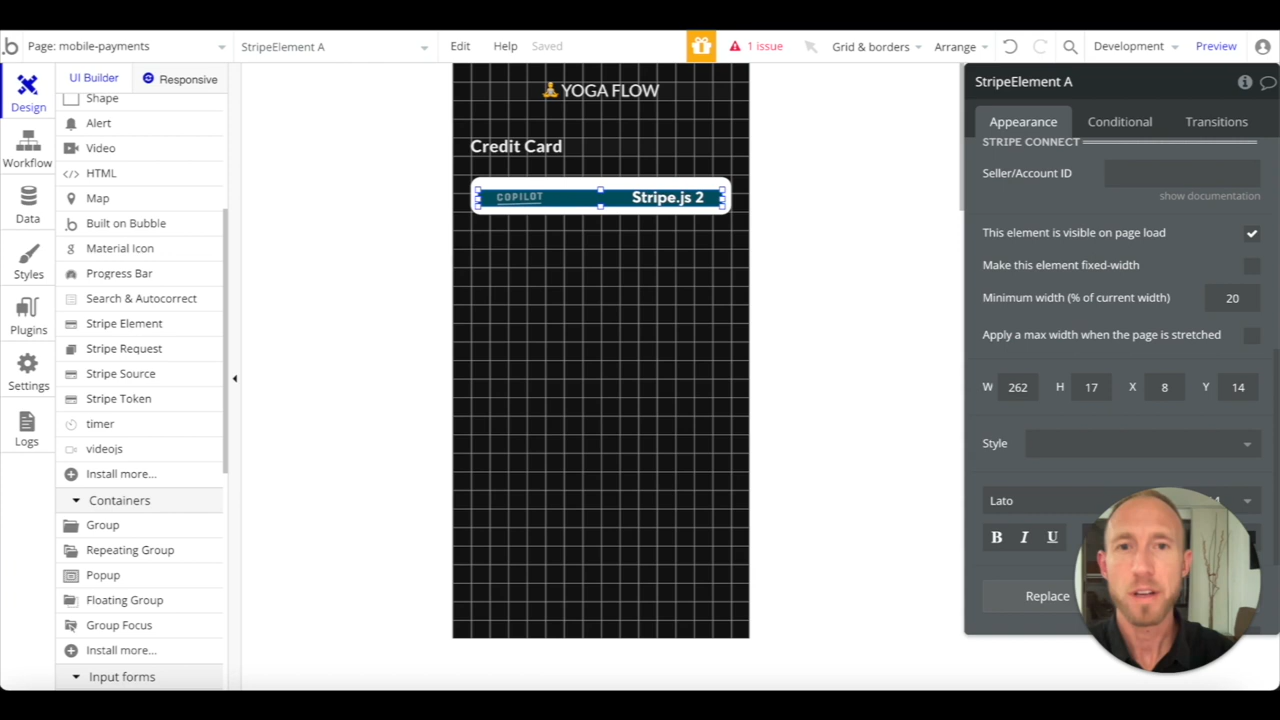 Page: mobile-payments
StripeElement A
Edit
Help
Saved
1 issue
Grid & borders
Arrange
Development
Preview
UI Builder
Responsive
Design
Workflow
Data
Styles
Plugins
Settings
Logs
Shape
Alert
Video
HTML
Map
Built on Bubble
Material Icon
Progress Bar
Search & Autocorrect
Stripe Element
Stripe Request
Stripe Source
Stripe Token
timer
videojs
Install more...
Containers
Group
Repeating Group
Popup
Floating Group
Group Focus
Install more...
Input forms
YOGA FLOW
Credit Card
COPILOT
Stripe.js 2
StripeElement A
Appearance
Conditional
Transitions
STRIPE CONNECT
Seller/Account ID
show documentation
This element is visible on page load
Make this element fixed-width
Minimum width (% of current width)
20
Apply a max width when the page is stretched
W 262 H 17 X 8 Y 14
Style
Lato
B I U
Replace